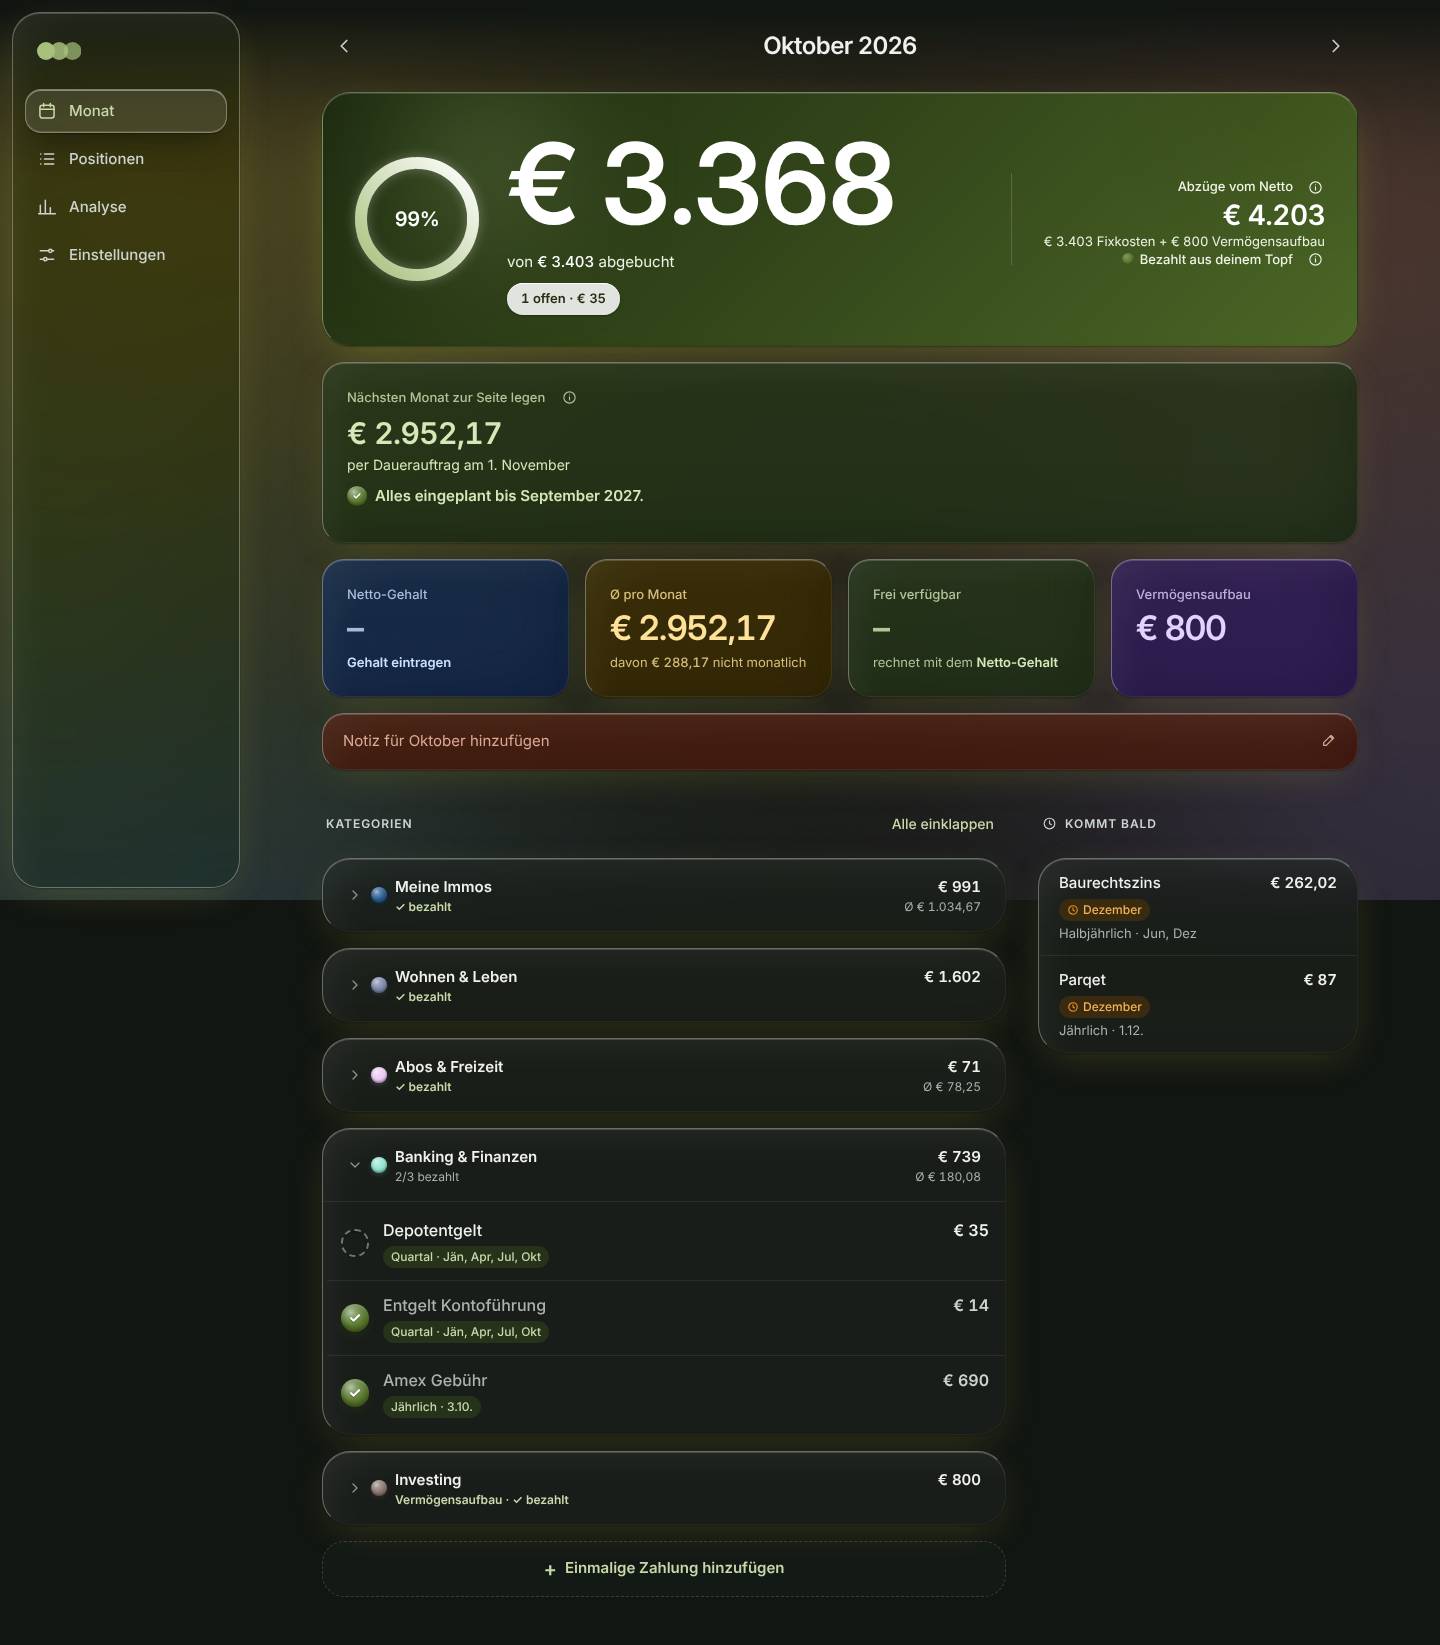 Oktober 2026
Monat
Positionen
Analyse
Einstellungen
99%
€ 3.368
von € 3.403 abgebucht
1 offen · € 35
Abzüge vom Netto
€ 4.203
€ 3.403 Fixkosten + € 800 Vermögensaufbau
Bezahlt aus deinem Topf
Nächsten Monat zur Seite legen
€ 2.952,17
per Dauerauftrag am 1. November
Alles eingeplant bis September 2027.
Netto-Gehalt
–
Gehalt eintragen
Ø pro Monat
€ 2.952,17
davon € 288,17 nicht monatlich
Frei verfügbar
–
rechnet mit dem Netto-Gehalt
Vermögensaufbau
€ 800
Notiz für Oktober hinzufügen
KATEGORIEN
Alle einklappen
Meine Immos € 991
✓ bezahlt Ø € 1.034,67
Wohnen & Leben € 1.602
✓ bezahlt
Abos & Freizeit € 71
✓ bezahlt Ø € 78,25
Banking & Finanzen € 739
2/3 bezahlt Ø € 180,08
Depotentgelt € 35
Quartal · Jän, Apr, Jul, Okt
Entgelt Kontoführung € 14
Quartal · Jän, Apr, Jul, Okt
Amex Gebühr € 690
Jährlich · 3.10.
Investing € 800
Vermögensaufbau · ✓ bezahlt
+ Einmalige Zahlung hinzufügen
KOMMT BALD
Baurechtszins € 262,02
Dezember
Halbjährlich · Jun, Dez
Parqet € 87
Dezember
Jährlich · 1.12.